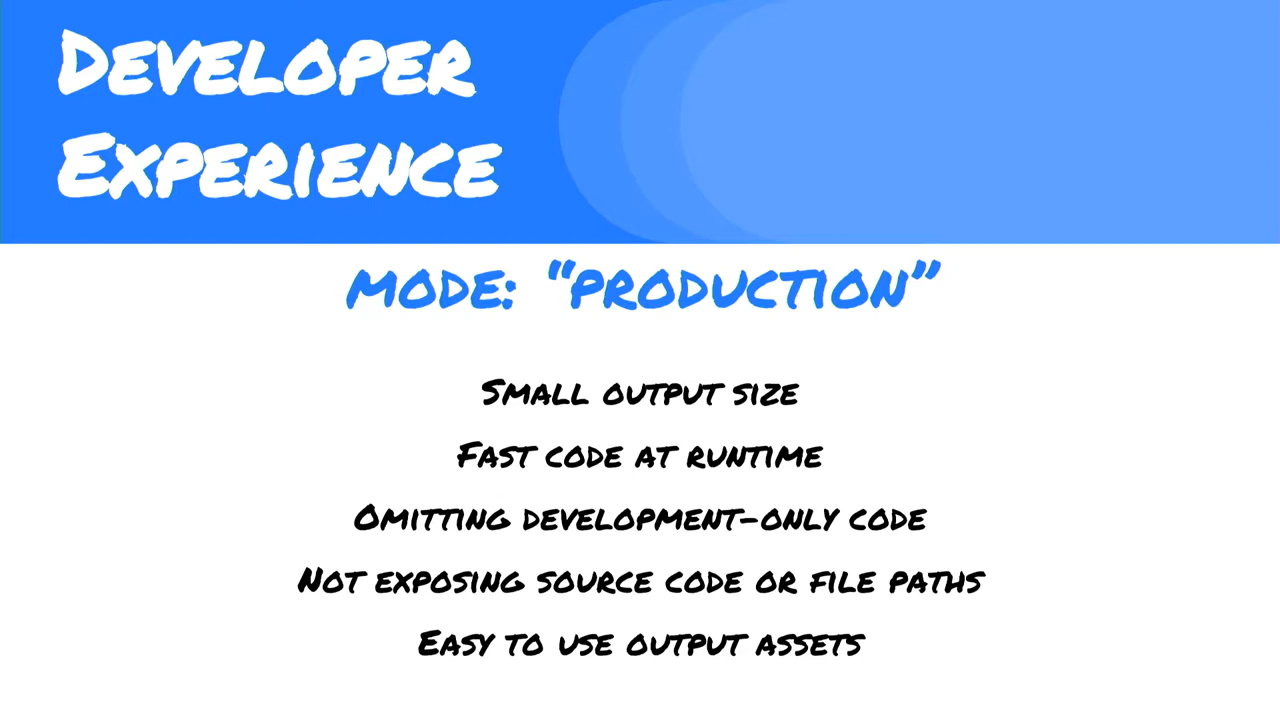 Developer
Experience
mode: “production”
Small output size
Fast code at runtime
Omitting development-only code
Not exposing source code or file paths
Easy to use output assets